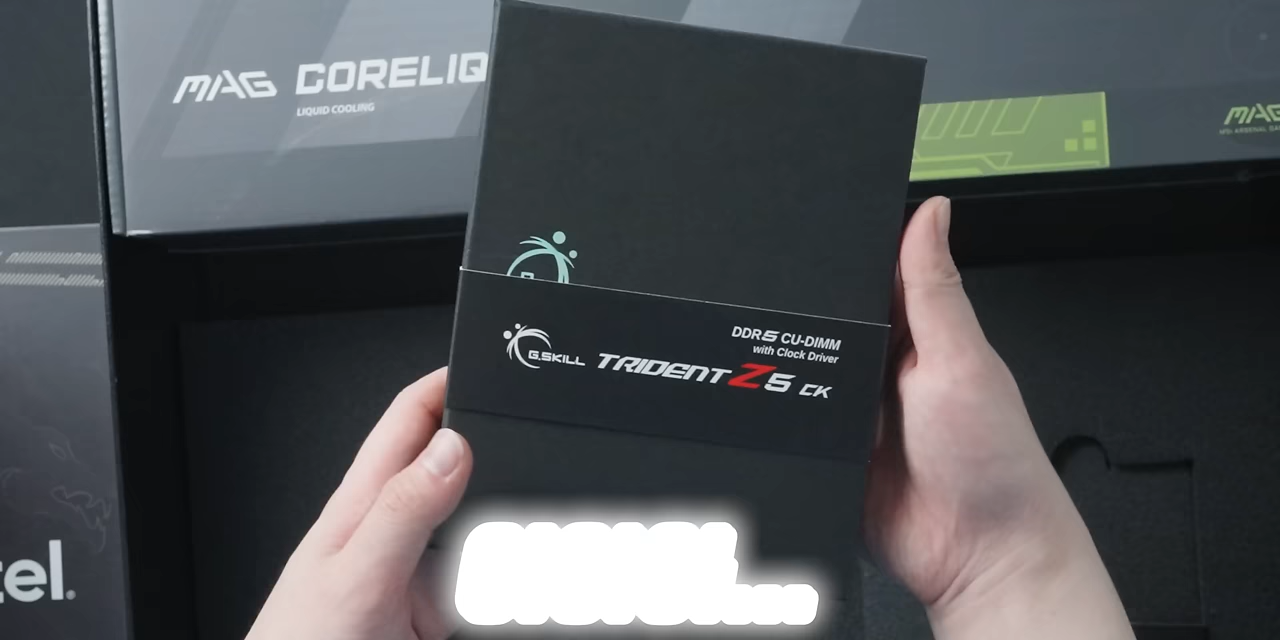 MAG CORELIQ
LIQUID COOLING
MAG
DDR5 CU-DIMM
with Clock Driver
G.SKILL TRIDENT Z5 CK
tel.